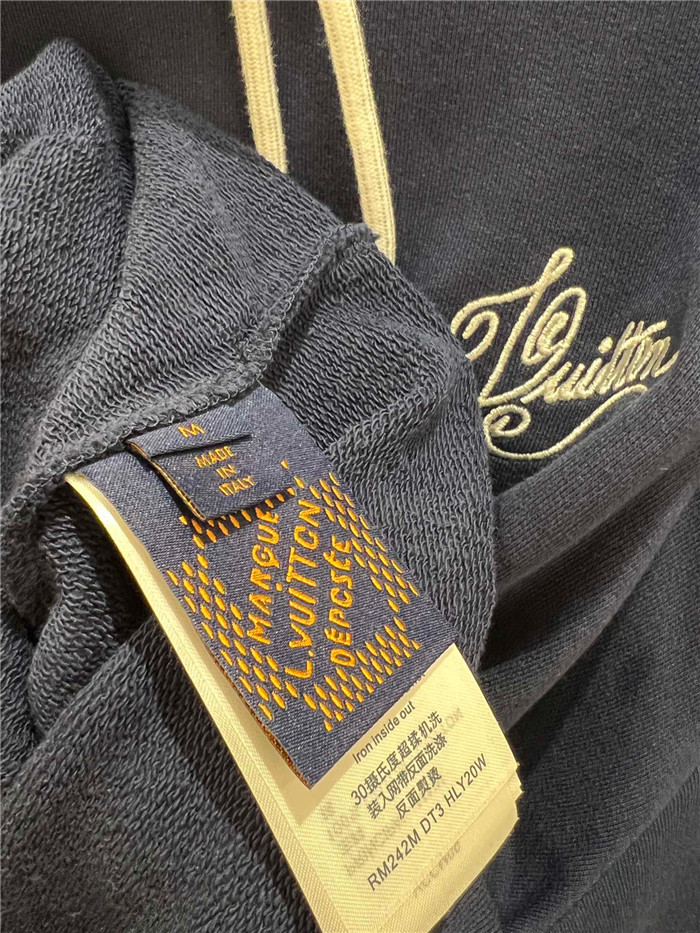 L Vuitton
M
MADE
IN
ITALY
MARQUE
L.VUITTON
DÉPOSÉE
Iron inside out
30摄氏度超柔机洗
装入网带反面洗涤
反面熨烫
RM242M DT3 HLY20W